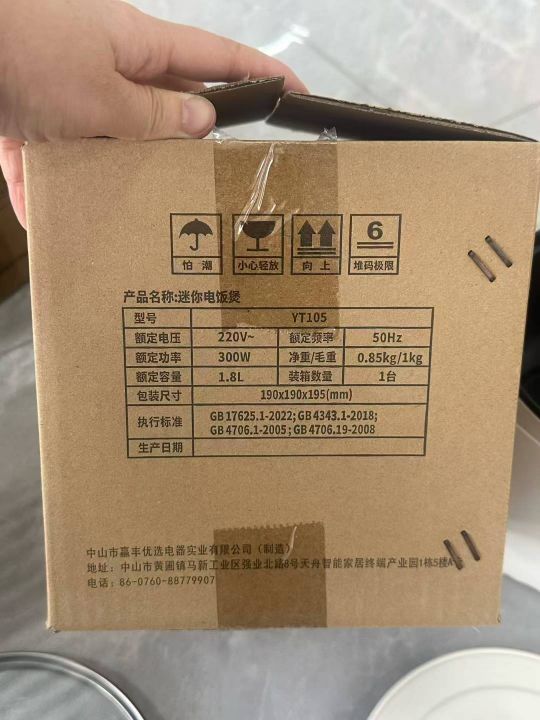 6
怕 潮 小心轻放 向 上 堆码极限
产品名称:迷你电饭煲
型号 YT105
额定电压 220V~ 额定频率 50Hz
额定功率 300W 净重/毛重 0.85kg/1kg
额定容量 1.8L 装箱数量 1台
包装尺寸 190x190x195(mm)
执行标准 GB 17625.1-2022; GB 4343.1-2018;
GB 4706.1-2005; GB 4706.19-2008
生产日期
中山市赢丰优选电器实业有限公司（制造）
地址：中山市黄圃镇马新工业区强业北路8号天舟智能家居终端产业园1栋5楼A
电话：86-0760-88779907